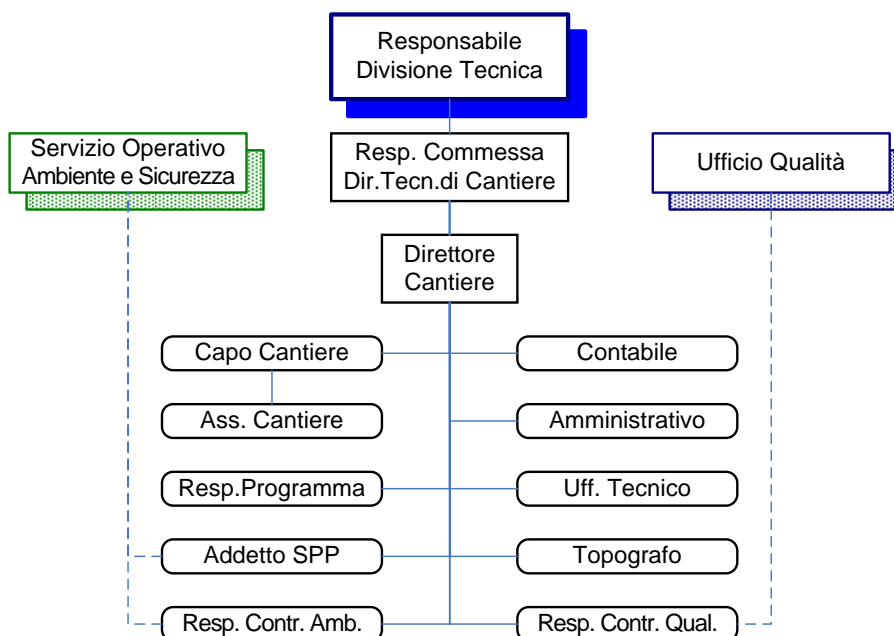 Responsabile
Divisione Tecnica
Servizio Operativo
Ambiente e Sicurezza
Resp. Commessa
Dir.Tecn.di Cantiere
Ufficio Qualità
Direttore
Cantiere
Capo Cantiere
Contabile
Ass. Cantiere
Amministrativo
Resp.Programma
Uff. Tecnico
Addetto SPP
Topografo
Resp. Contr. Amb.
Resp. Contr. Qual.